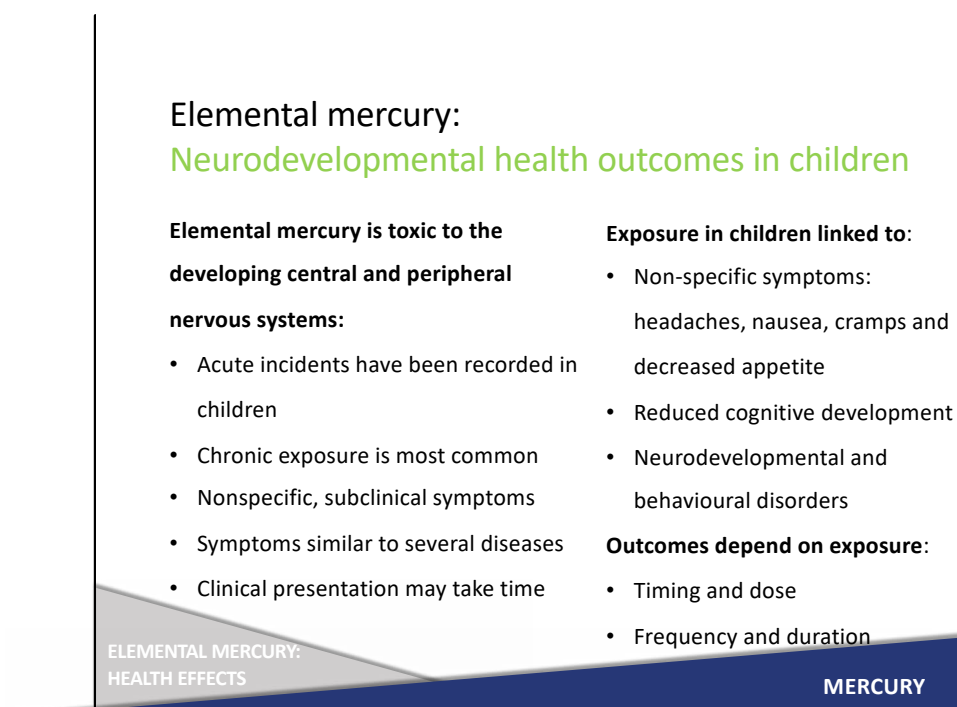 Elemental mercury:
Neurodevelopmental health outcomes in children
Elemental mercury is toxic to the
developing central and peripheral
nervous systems:
• Acute incidents have been recorded in
children
• Chronic exposure is most common
• Nonspecific, subclinical symptoms
• Symptoms similar to several diseases
• Clinical presentation may take time
Exposure in children linked to:
• Non-specific symptoms:
headaches, nausea, cramps and
decreased appetite
• Reduced cognitive development
• Neurodevelopmental and
behavioural disorders
Outcomes depend on exposure:
• Timing and dose
• Frequency and duration
ELEMENTAL MERCURY:
HEALTH EFFECTS
MERCURY